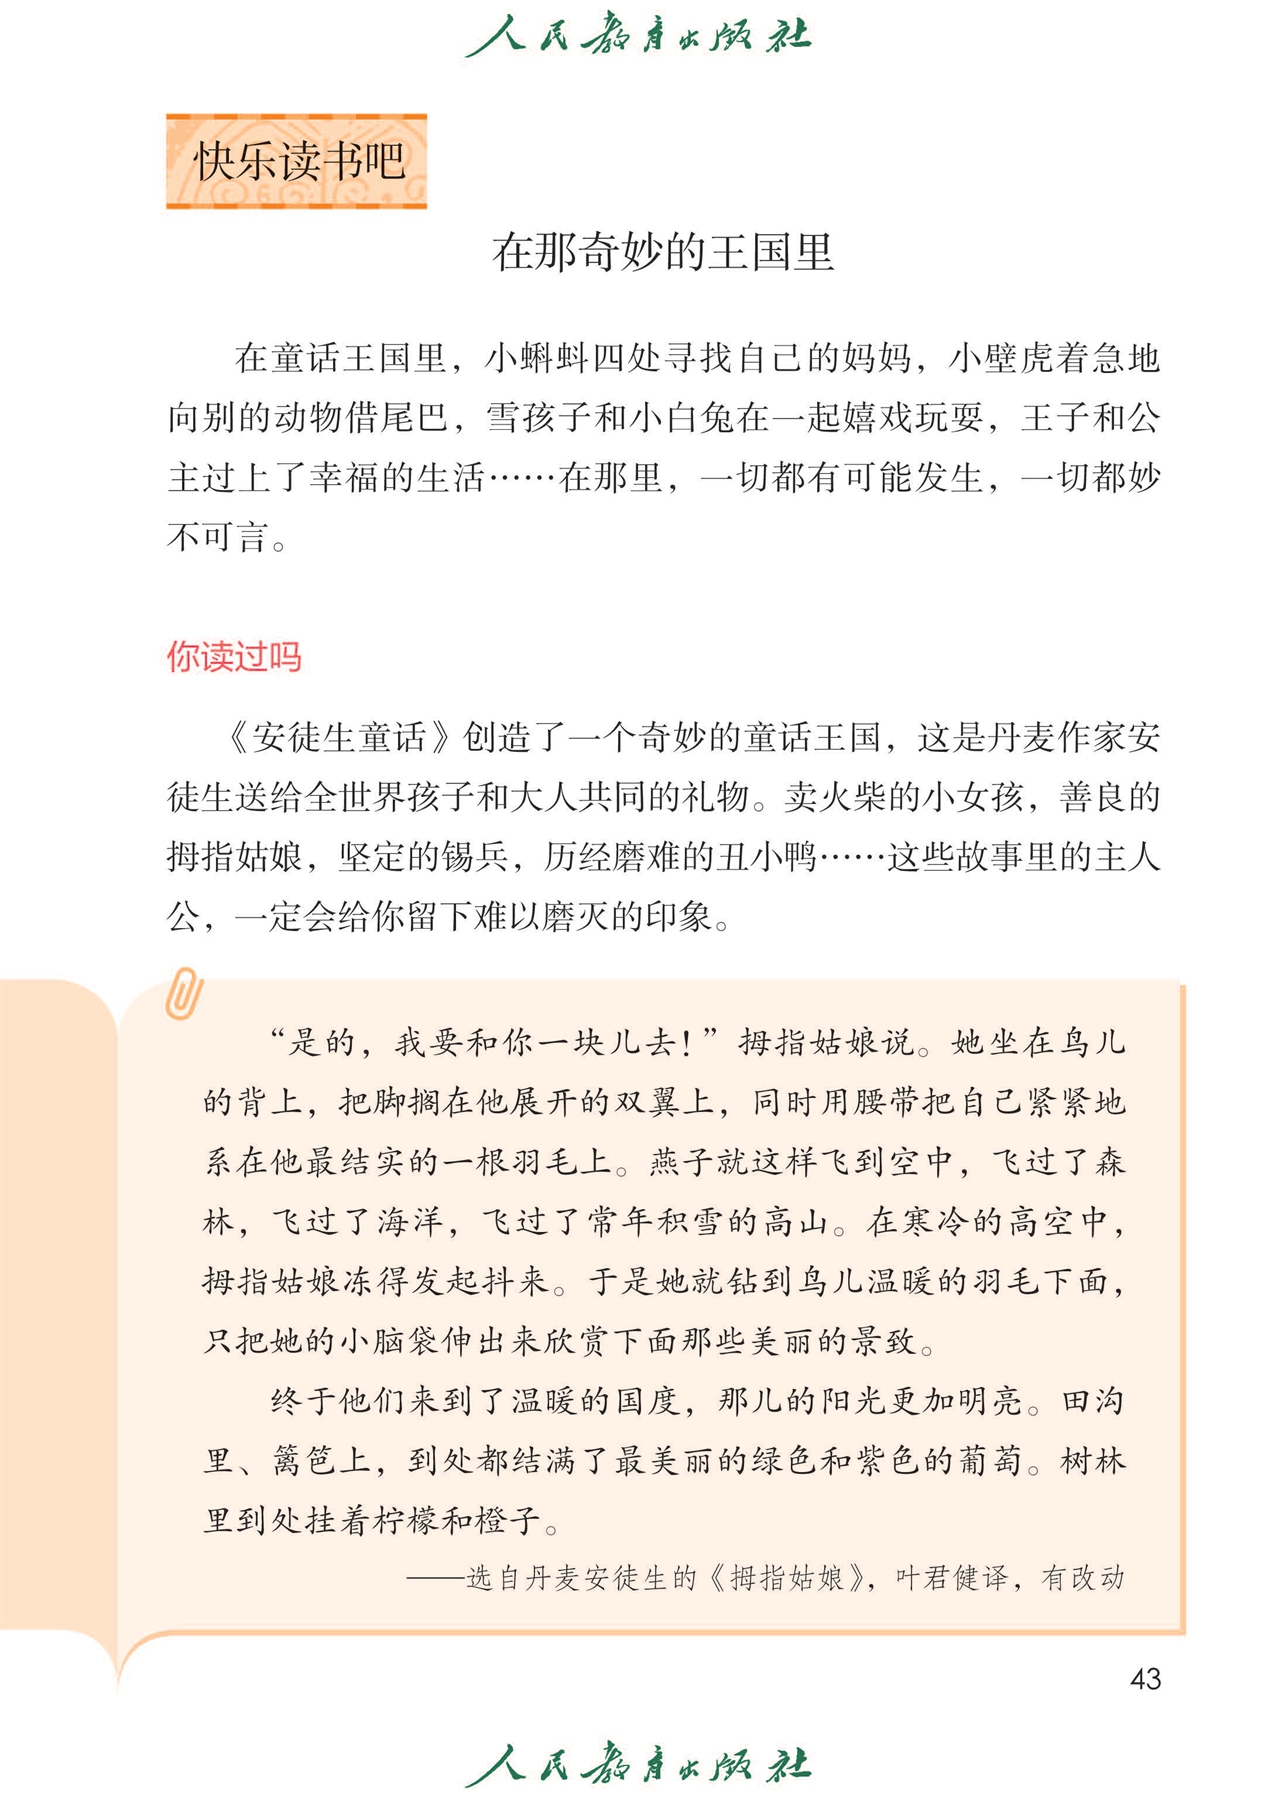 人民教育出版社
快乐读书吧
在那奇妙的王国里
在童话王国里，小蝌蚪四处寻找自己的妈妈，小壁虎着急地
向别的动物借尾巴，雪孩子和小白兔在一起嬉戏玩耍，王子和公
主过上了幸福的生活……在那里，一切都有可能发生，一切都妙
不可言。
你读过吗
《安徒生童话》创造了一个奇妙的童话王国，这是丹麦作家安
徒生送给全世界孩子和大人共同的礼物。卖火柴的小女孩，善良的
拇指姑娘，坚定的锡兵，历经磨难的丑小鸭……这些故事里的主人
公，一定会给你留下难以磨灭的印象。
“是的，我要和你一块儿去！”拇指姑娘说。她坐在鸟儿
的背上，把脚搁在他展开的双翼上，同时用腰带把自己紧紧地
系在他最结实的一根羽毛上。燕子就这样飞到空中，飞过了森
林，飞过了海洋，飞过了常年积雪的高山。在寒冷的高空中，
拇指姑娘冻得发起抖来。于是她就钻到鸟儿温暖的羽毛下面，
只把她的小脑袋伸出来欣赏下面那些美丽的景致。
终于他们来到了温暖的国度，那儿的阳光更加明亮。田沟
里、篱笆上，到处都结满了最美丽的绿色和紫色的葡萄。树林
里到处挂着柠檬和橙子。
——选自丹麦安徒生的《拇指姑娘》，叶君健译，有改动
43
人民教育出版社